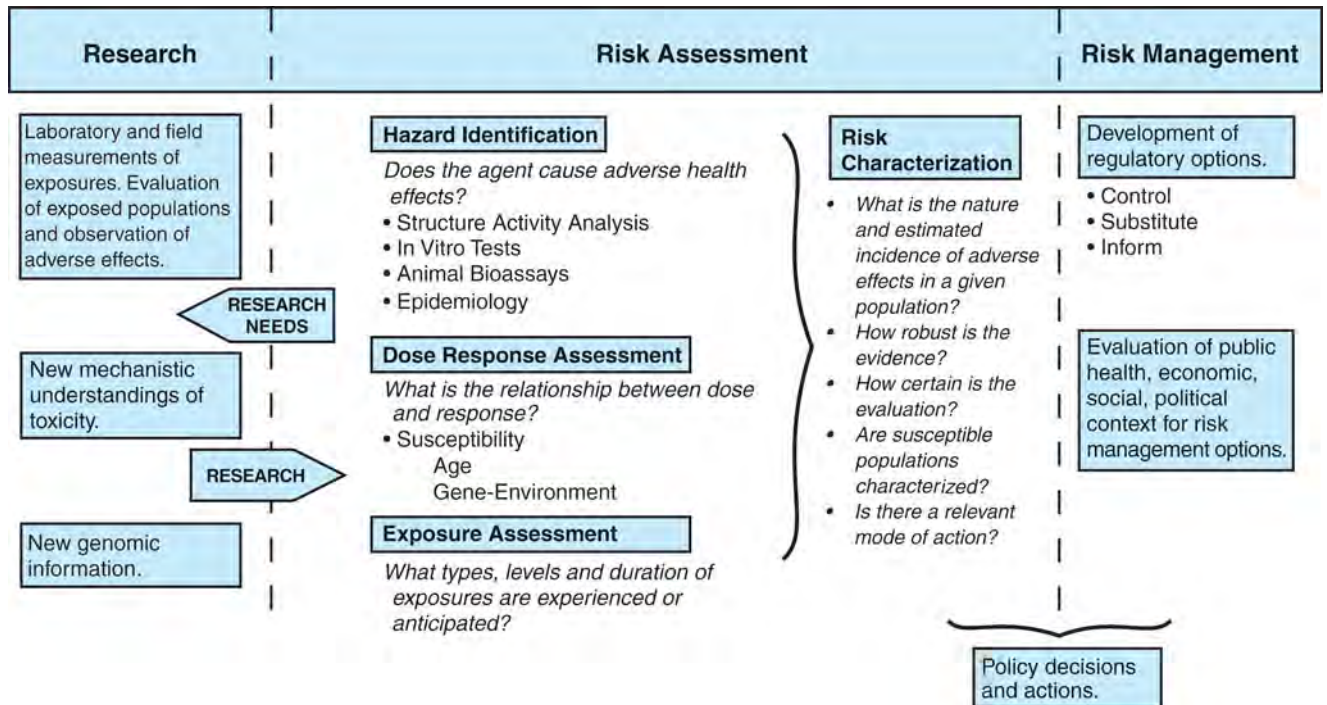 Research
Risk Assessment
Risk Management
Laboratory and field
measurements of
exposures. Evaluation
of exposed populations
and observation of
adverse effects.
RESEARCH
NEEDS
New mechanistic
understandings of
toxicity.
RESEARCH
New genomic
information.
Hazard Identification
Does the agent cause adverse health
effects?
• Structure Activity Analysis
• In Vitro Tests
• Animal Bioassays
• Epidemiology
Dose Response Assessment
What is the relationship between dose
and response?
• Susceptibility
Age
Gene-Environment
Exposure Assessment
What types, levels and duration of
exposures are experienced or
anticipated?
Risk
Characterization
• What is the nature
and estimated
incidence of adverse
effects in a given
population?
• How robust is the
evidence?
• How certain is the
evaluation?
• Are susceptible
populations
characterized?
• Is there a relevant
mode of action?
Development of
regulatory options.
• Control
• Substitute
• Inform
Evaluation of public
health, economic,
social, political
context for risk
management options.
Policy decisions
and actions.